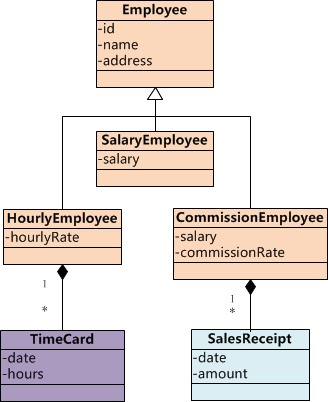 Employee
-id
-name
-address
SalaryEmployee
-salary
HourlyEmployee
-hourlyRate
CommissionEmployee
-salary
-commissionRate
1
*
1
*
TimeCard
-date
-hours
SalesReceipt
-date
-amount